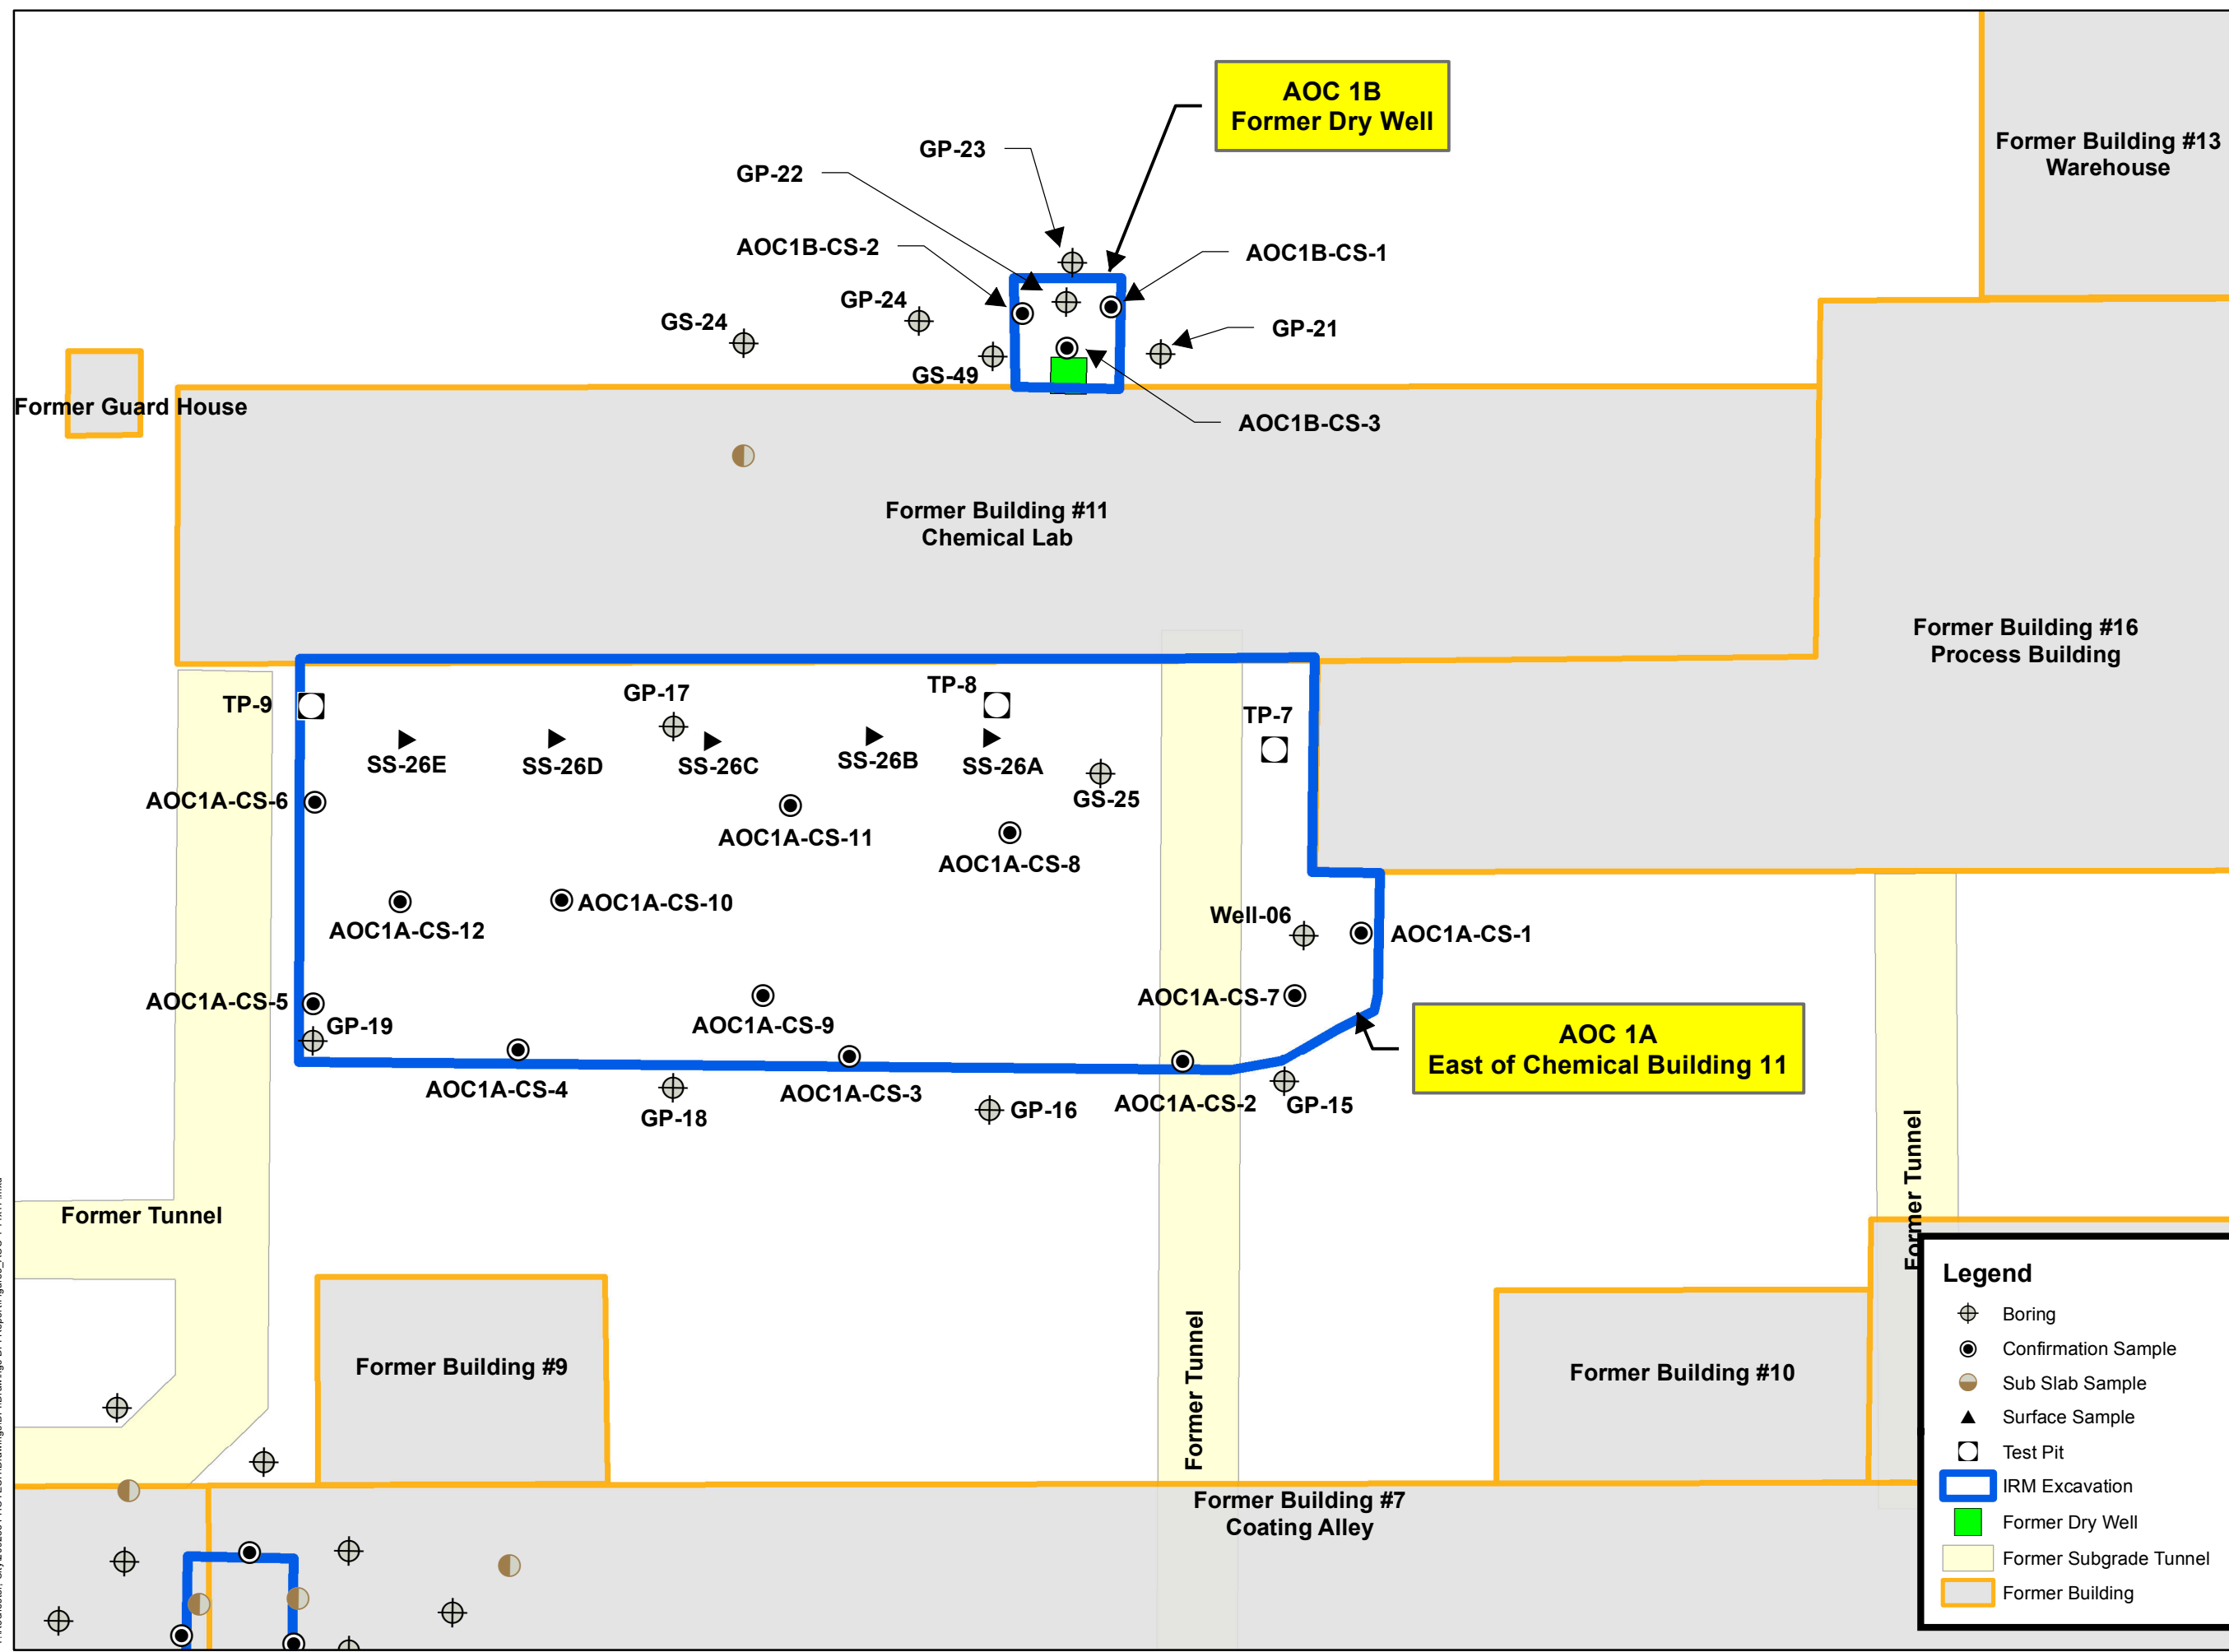 AOC 1B
Former Dry Well
Former Building #13
Warehouse
GP-23
GP-22
AOC1B-CS-2
AOC1B-CS-1
GP-24
GS-24
GP-21
GS-49
Former Guard House
AOC1B-CS-3
Former Building #11
Chemical Lab
Former Building #16
Process Building
TP-9
GP-17
TP-8
TP-7
SS-26E
SS-26D
SS-26C
SS-26B
SS-26A
GS-25
AOC1A-CS-6
AOC1A-CS-11
AOC1A-CS-8
AOC1A-CS-12
AOC1A-CS-10
Well-06
AOC1A-CS-1
AOC1A-CS-5
AOC1A-CS-7
GP-19
AOC1A-CS-9
AOC 1A
East of Chemical Building 11
AOC1A-CS-4
GP-18
AOC1A-CS-3
GP-16
AOC1A-CS-2
GP-15
Former Tunnel
Former Tunnel
Former Tunnel
Former Building #9
Former Building #10
Former Building #7
Coating Alley
Legend
Boring
Confirmation Sample
Sub Slab Sample
Surface Sample
Test Pit
IRM Excavation
Former Dry Well
Former Subgrade Tunnel
Former Building